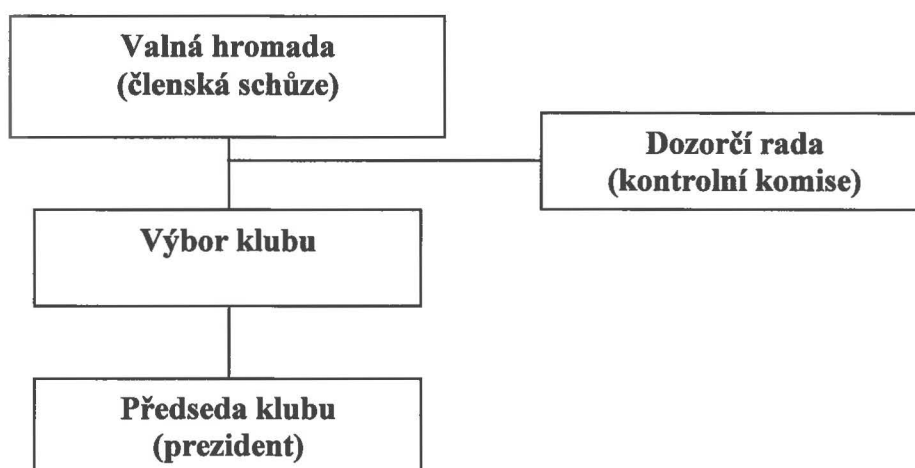 Valná hromada
(členská schůze)
Dozorčí rada
(kontrolní komise)
Výbor klubu
Předseda klubu
(prezident)